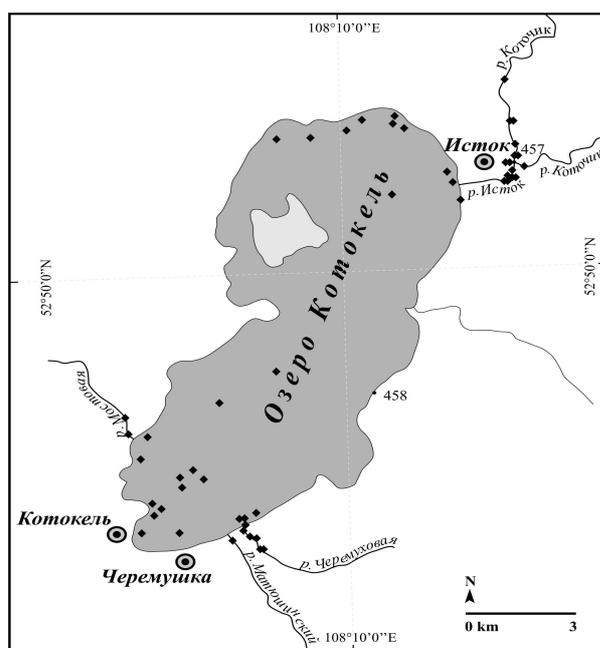 108°10´0´´E
р. Коточик
Исток
457
р. Коточик
р. Исток
52°50´0´´N
52°50´0´´N
Озеро Котокель
458
р. Мостовая
Котокель
Черемушка
р. Черемуховая
р. Матюшинский
N
0 km 3
108°10´0´´E